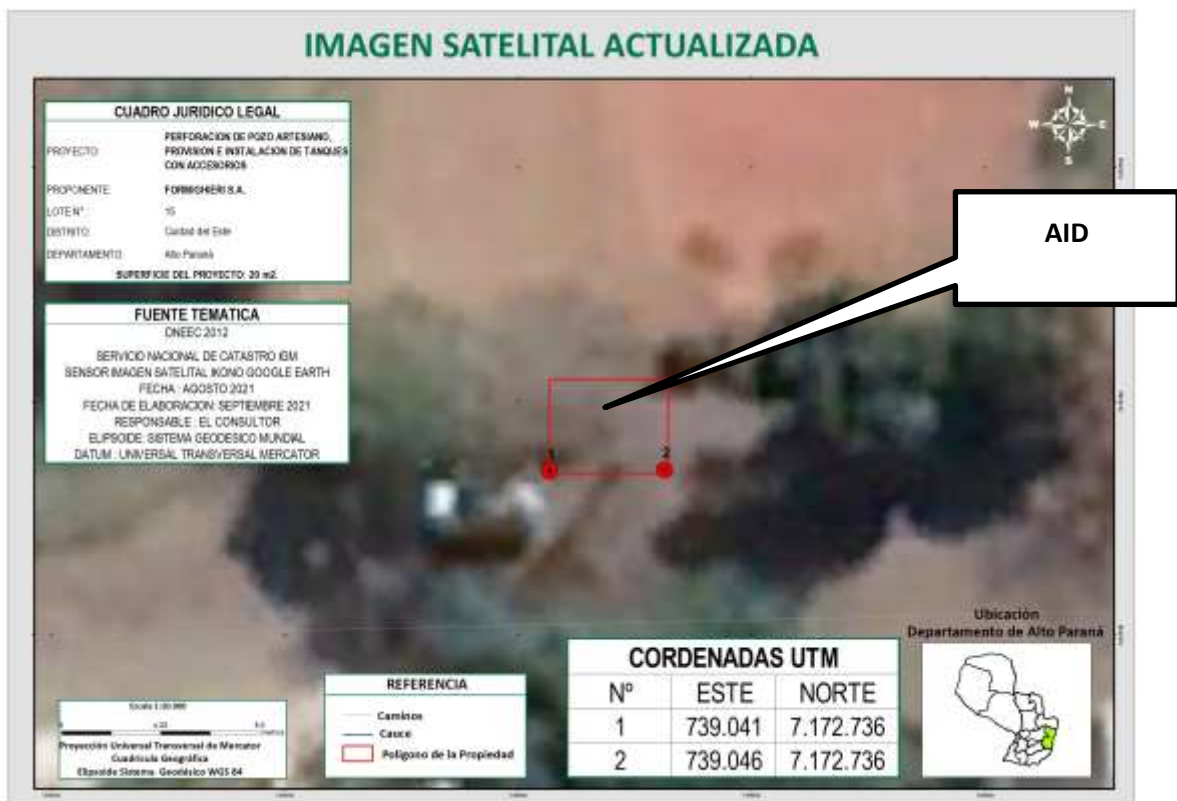 IMAGEN SATELITAL ACTUALIZADA
CUADRO JURIDICO LEGAL
PROYECTO: PERFORACION DE POZO ARTESIANO,
PROVISION E INSTALACION DE TANQUES
CON ACCESORIOS
PROPONENTE: FORMIGHIERI S.A.
LOTE Nº: 15
DISTRITO: Ciudad del Este
DEPARTAMENTO: Alto Paraná
SUPERFICIE DEL PROYECTO: 20 m2.
FUENTE TEMATICA
DNEEC 2012
SERVICIO NACIONAL DE CATASTRO IGM
SENSOR IMAGEN SATELITAL IKONO GOOGLE EARTH
FECHA : AGOSTO 2021
FECHA DE ELABORACION: SEPTIEMBRE 2021
RESPONSABLE : EL CONSULTOR
ELIPSOIDE: SISTEMA GEODESICO MUNDIAL
DATUM : UNIVERSAL TRANSVERSAL MERCATOR
N
W E
S
AID
1 2
Ubicación
Departamento de Alto Paraná
CORDENADAS UTM
Nº ESTE NORTE
1 739.041 7.172.736
2 739.046 7.172.736
REFERENCIA
Caminos
Cauce
Poligono de la Propiedad
Proyección Universal Transversal de Mercator
Cuadricula Geográfica
Elipsoide Sistema Geodésico WGS 84